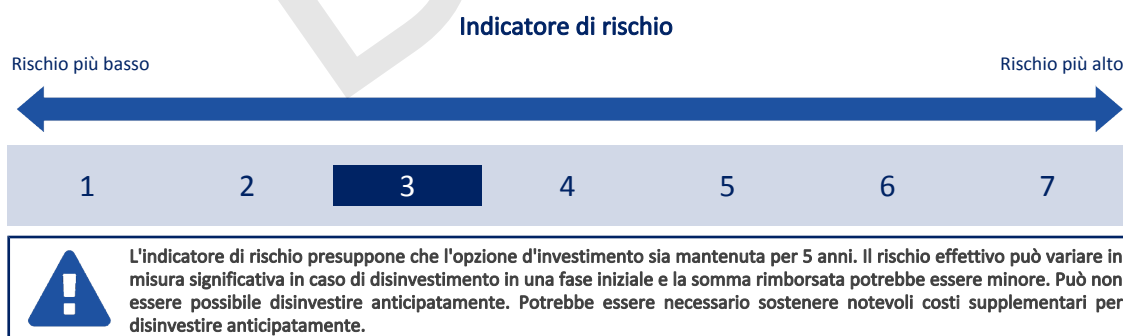 Indicatore di rischio
Rischio più basso Rischio più alto
1 2 3 4 5 6 7
L'indicatore di rischio presuppone che l'opzione d'investimento sia mantenuta per 5 anni. Il rischio effettivo può variare in
misura significativa in caso di disinvestimento in una fase iniziale e la somma rimborsata potrebbe essere minore. Può non
essere possibile disinvestire anticipatamente. Potrebbe essere necessario sostenere notevoli costi supplementari per
disinvestire anticipatamente.